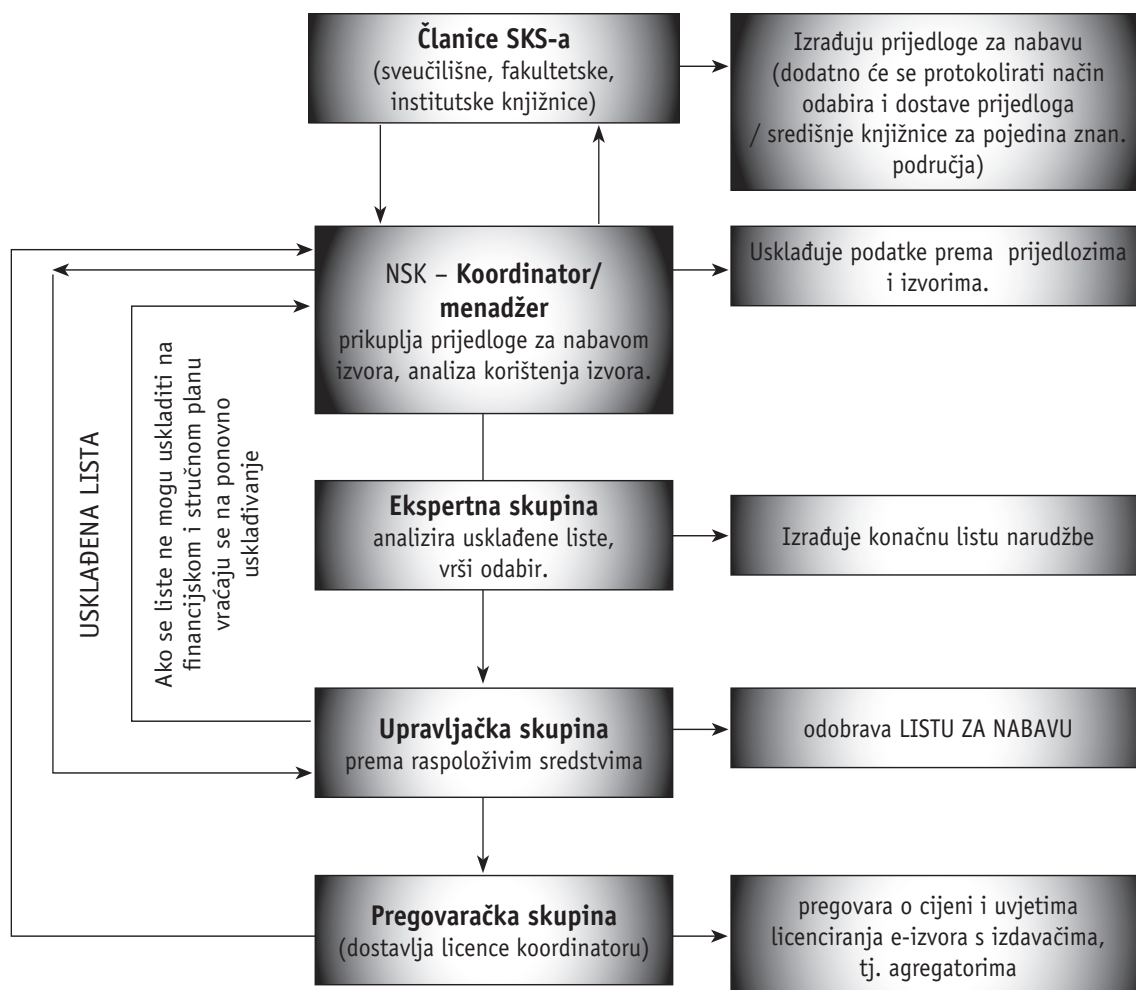 Članice SKS-a
(sveučilišne, fakultetske,
institutske knjižnice)
Izrađuju prijedloge za nabavu
(dodatno će se protokolirati način
odabira i dostave prijedloga
/ središnje knjižnice za pojedina znan.
područja)
NSK – Koordinator/
menadžer
prikuplja prijedloge za nabavom
izvora, analiza korištenja izvora.
Usklađuje podatke prema prijedlozima
i izvorima.
USKLAĐENA LISTA
Ako se liste ne mogu uskladiti na
financijskom i stručnom planu
vraćaju se na ponovno
usklađivanje
Ekspertna skupina
analizira usklađene liste,
vrši odabir.
Izrađuje konačnu listu narudžbe
Upravljačka skupina
prema raspoloživim sredstvima
odobrava LISTU ZA NABAVU
Pregovaračka skupina
(dostavlja licence koordinatoru)
pregovara o cijeni i uvjetima
licenciranja e-izvora s izdavačima,
tj. agregatorima